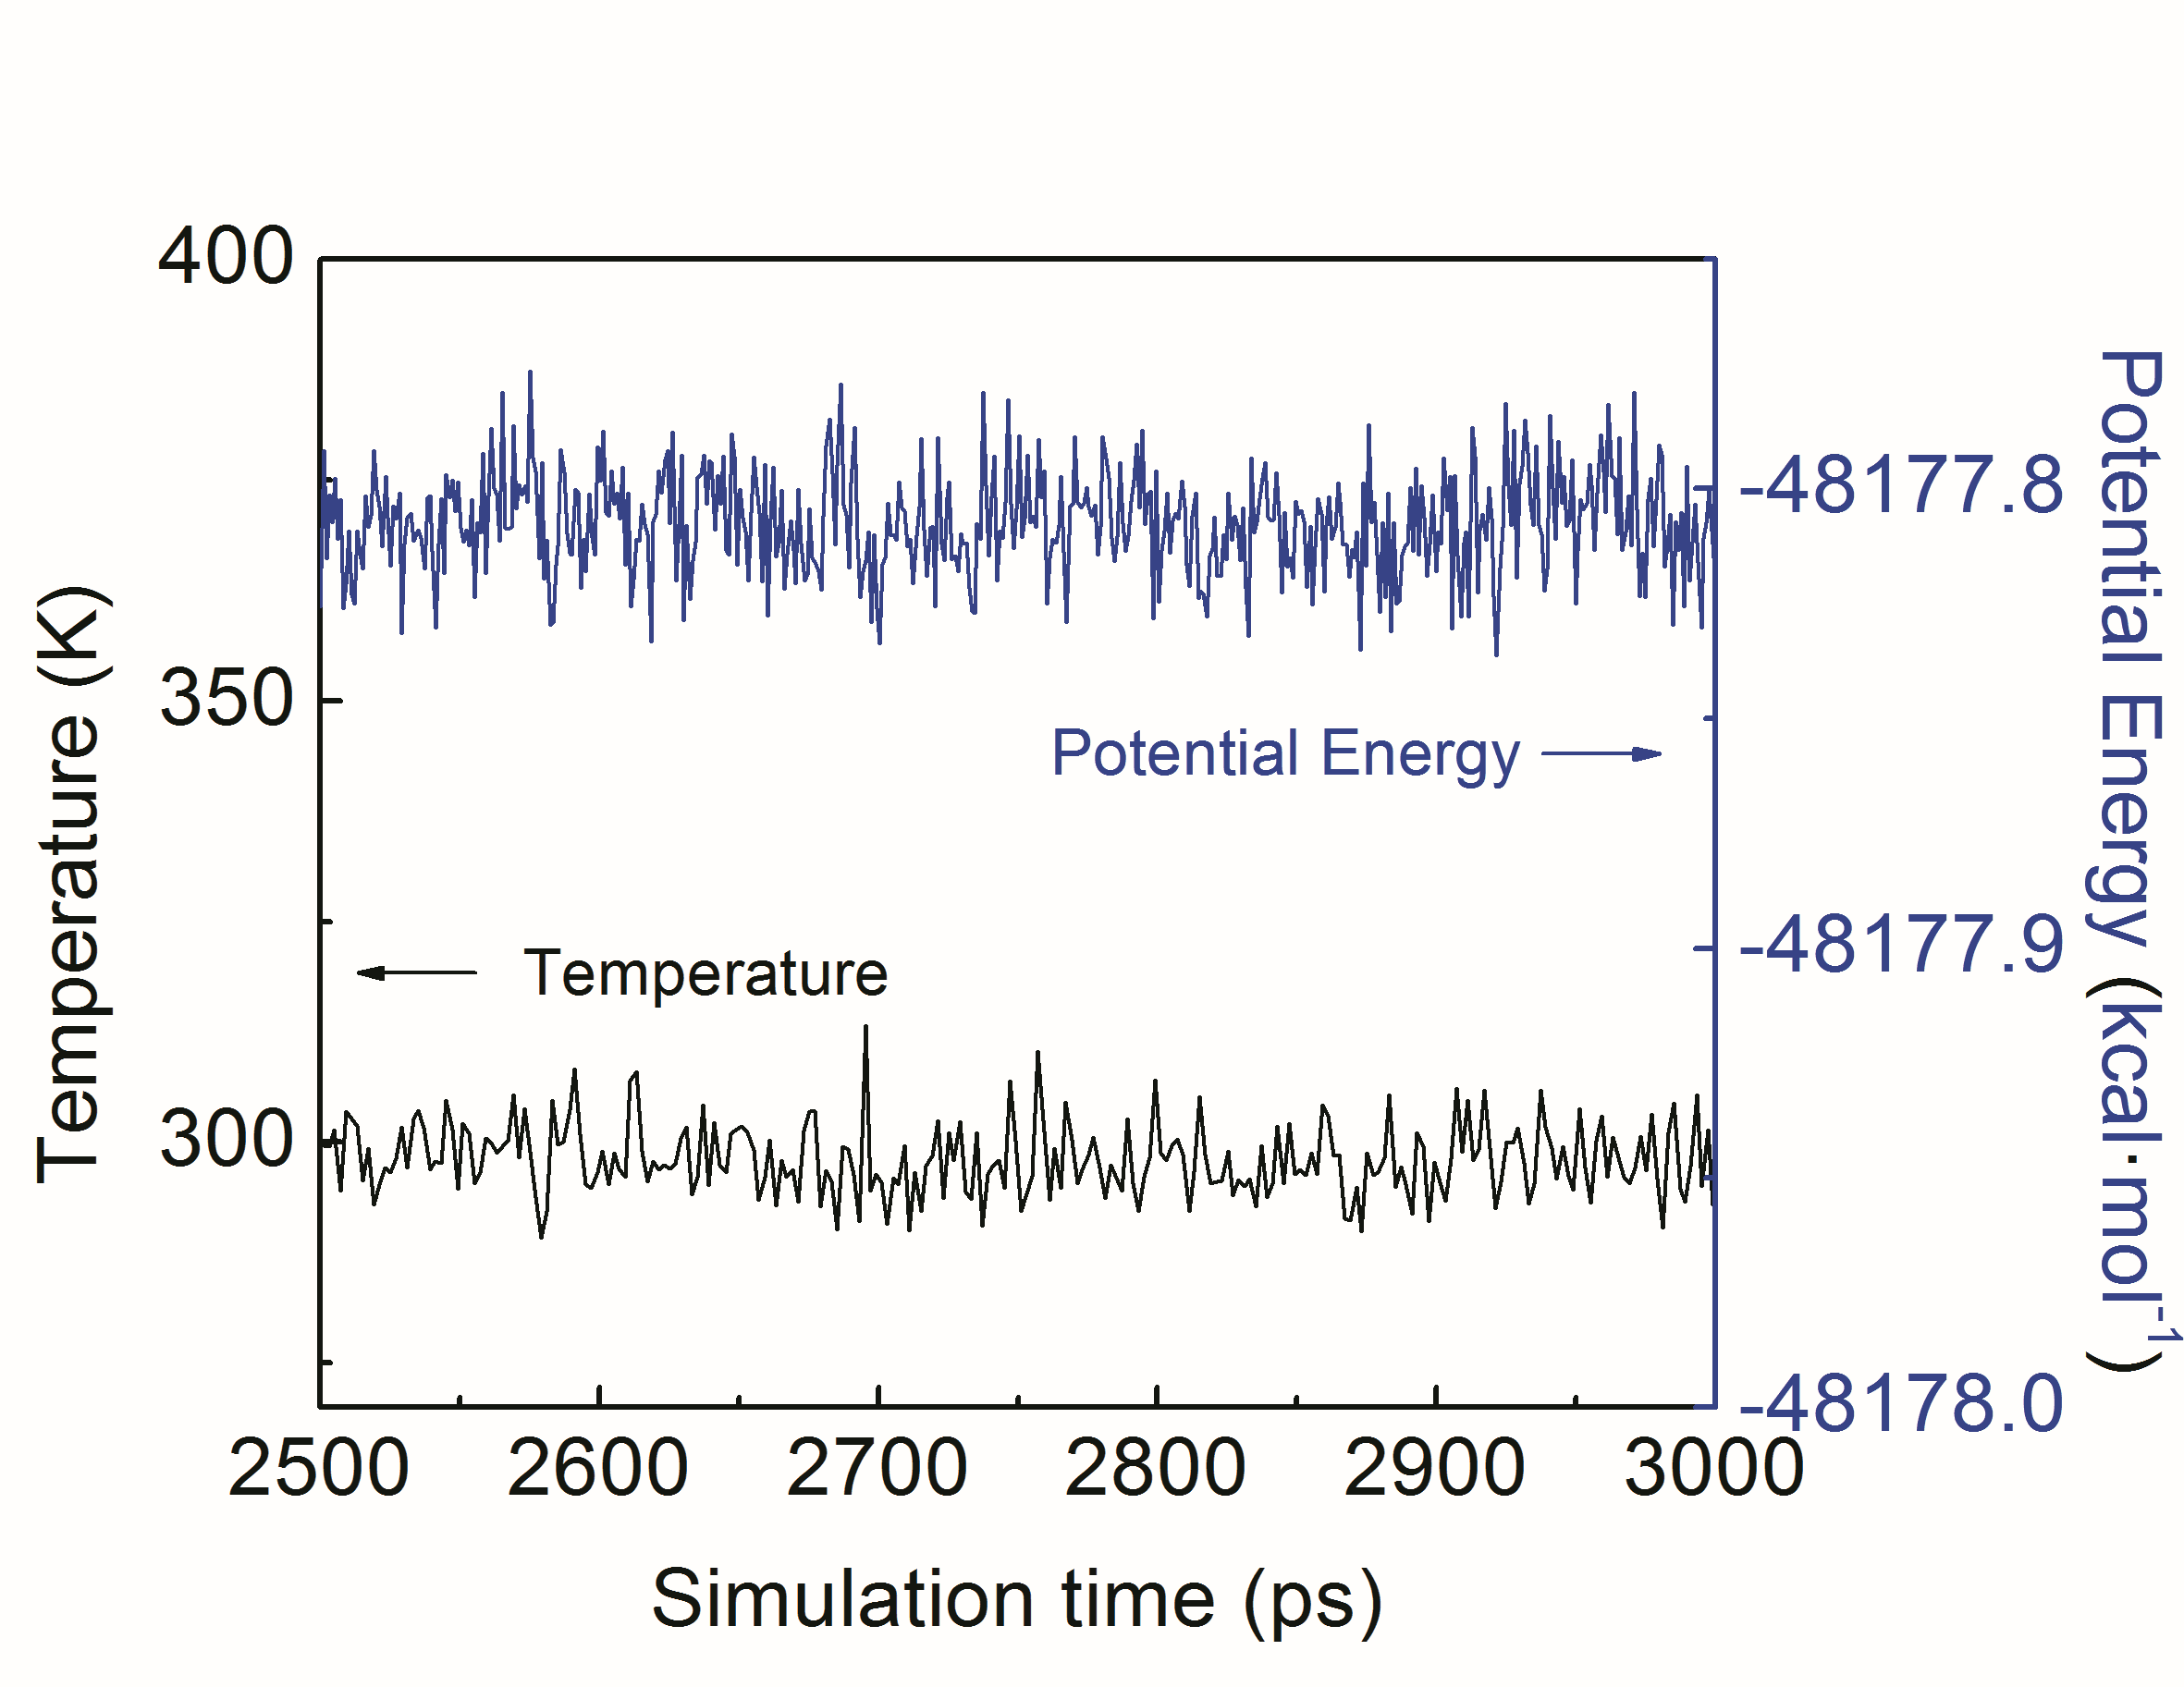 400
350
300
Temperature (K)
-48177.8
-48177.9
-48178.0
Potential Energy (kcal·mol⁻¹)
Potential Energy
Temperature
2500 2600 2700 2800 2900 3000
Simulation time (ps)